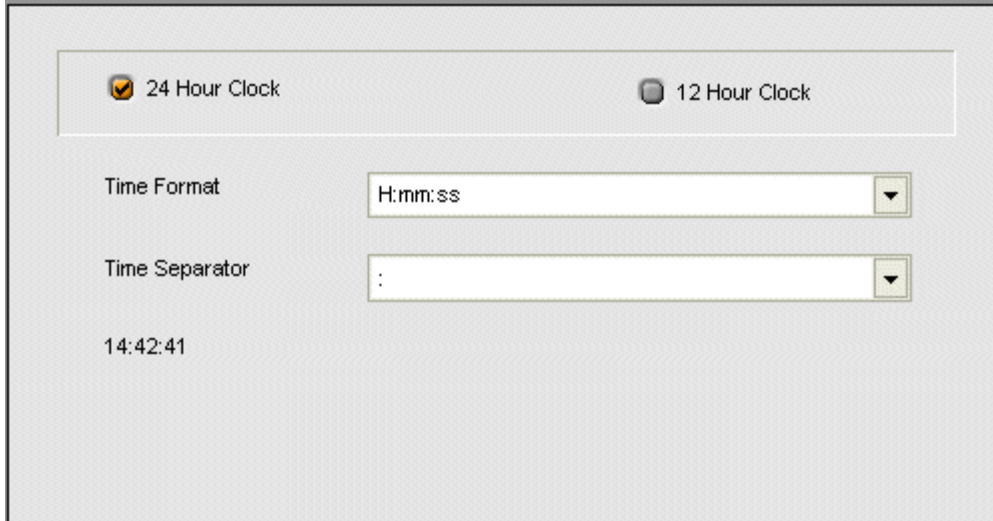 24 Hour Clock
12 Hour Clock
Time Format
H:mm:ss
Time Separator
:
14:42:41